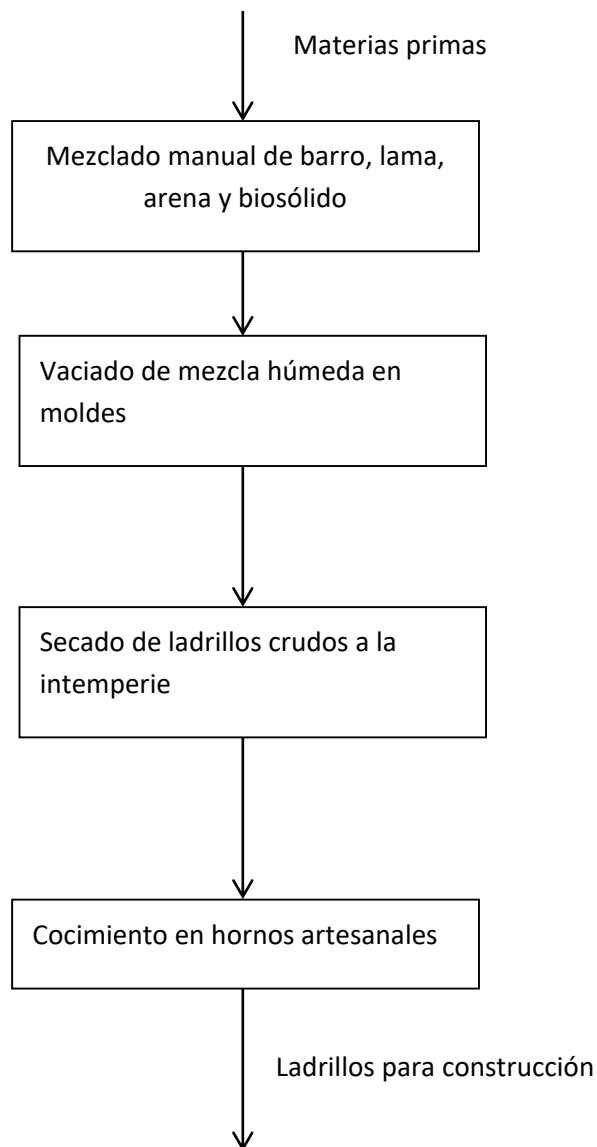 Materias primas
Mezclado manual de barro, lama,
arena y biosólido
Vaciado de mezcla húmeda en
moldes
Secado de ladrillos crudos a la
intemperie
Cocimiento en hornos artesanales
Ladrillos para construcción